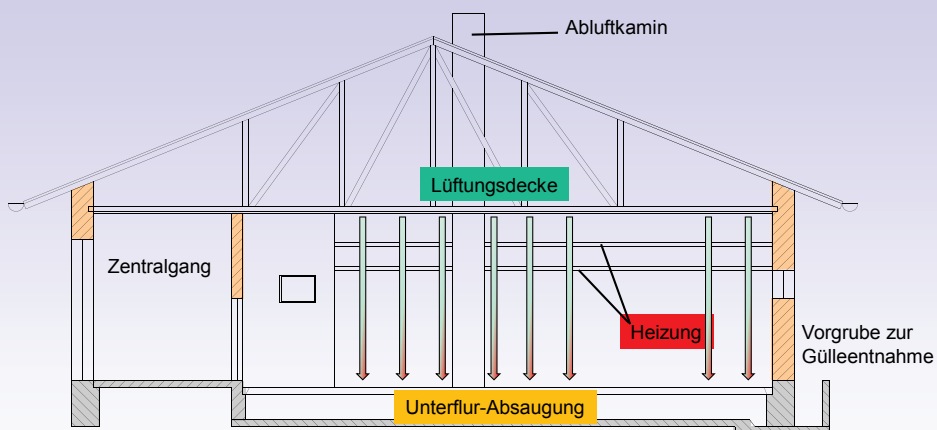 Abluftkamin
Lüftungsdecke
Zentralgang
Heizung
Vorgrube zur
Gülleentnahme
Unterflur-Absaugung